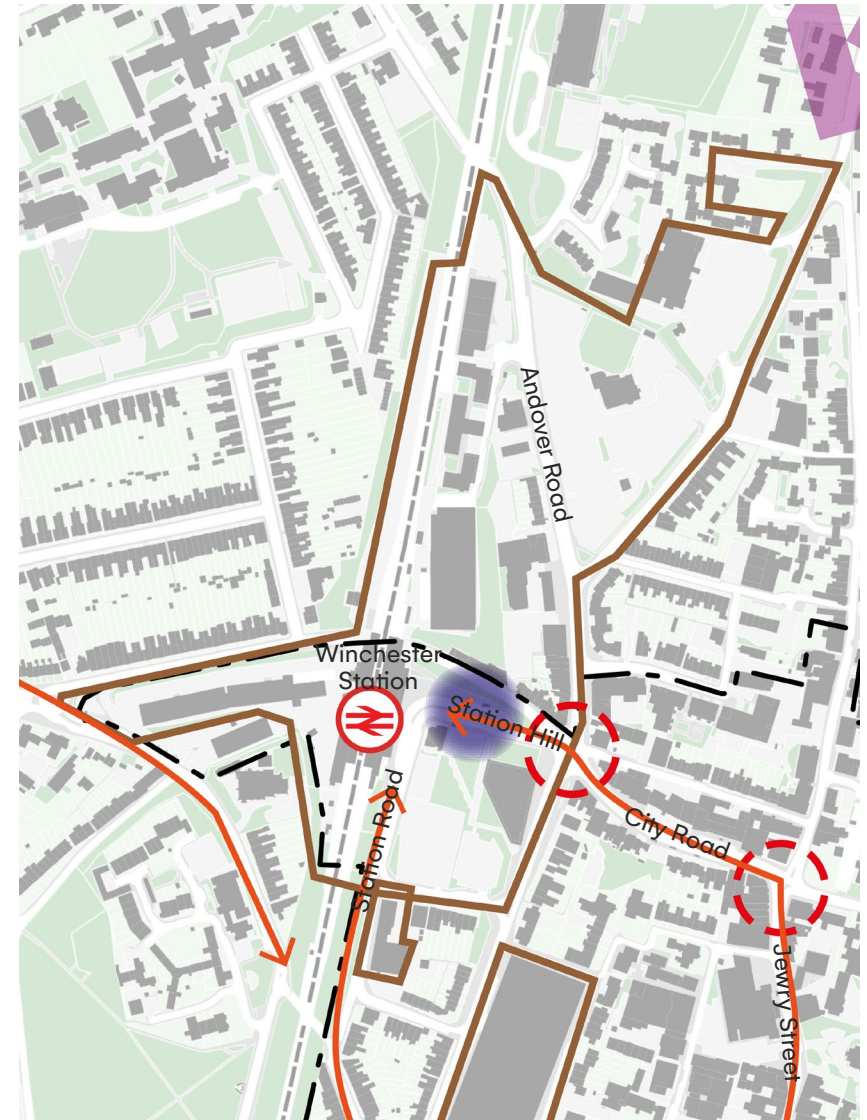 Andover Road
Winchester
Station
Station Hill
Station Road
City Road
Jewry Street